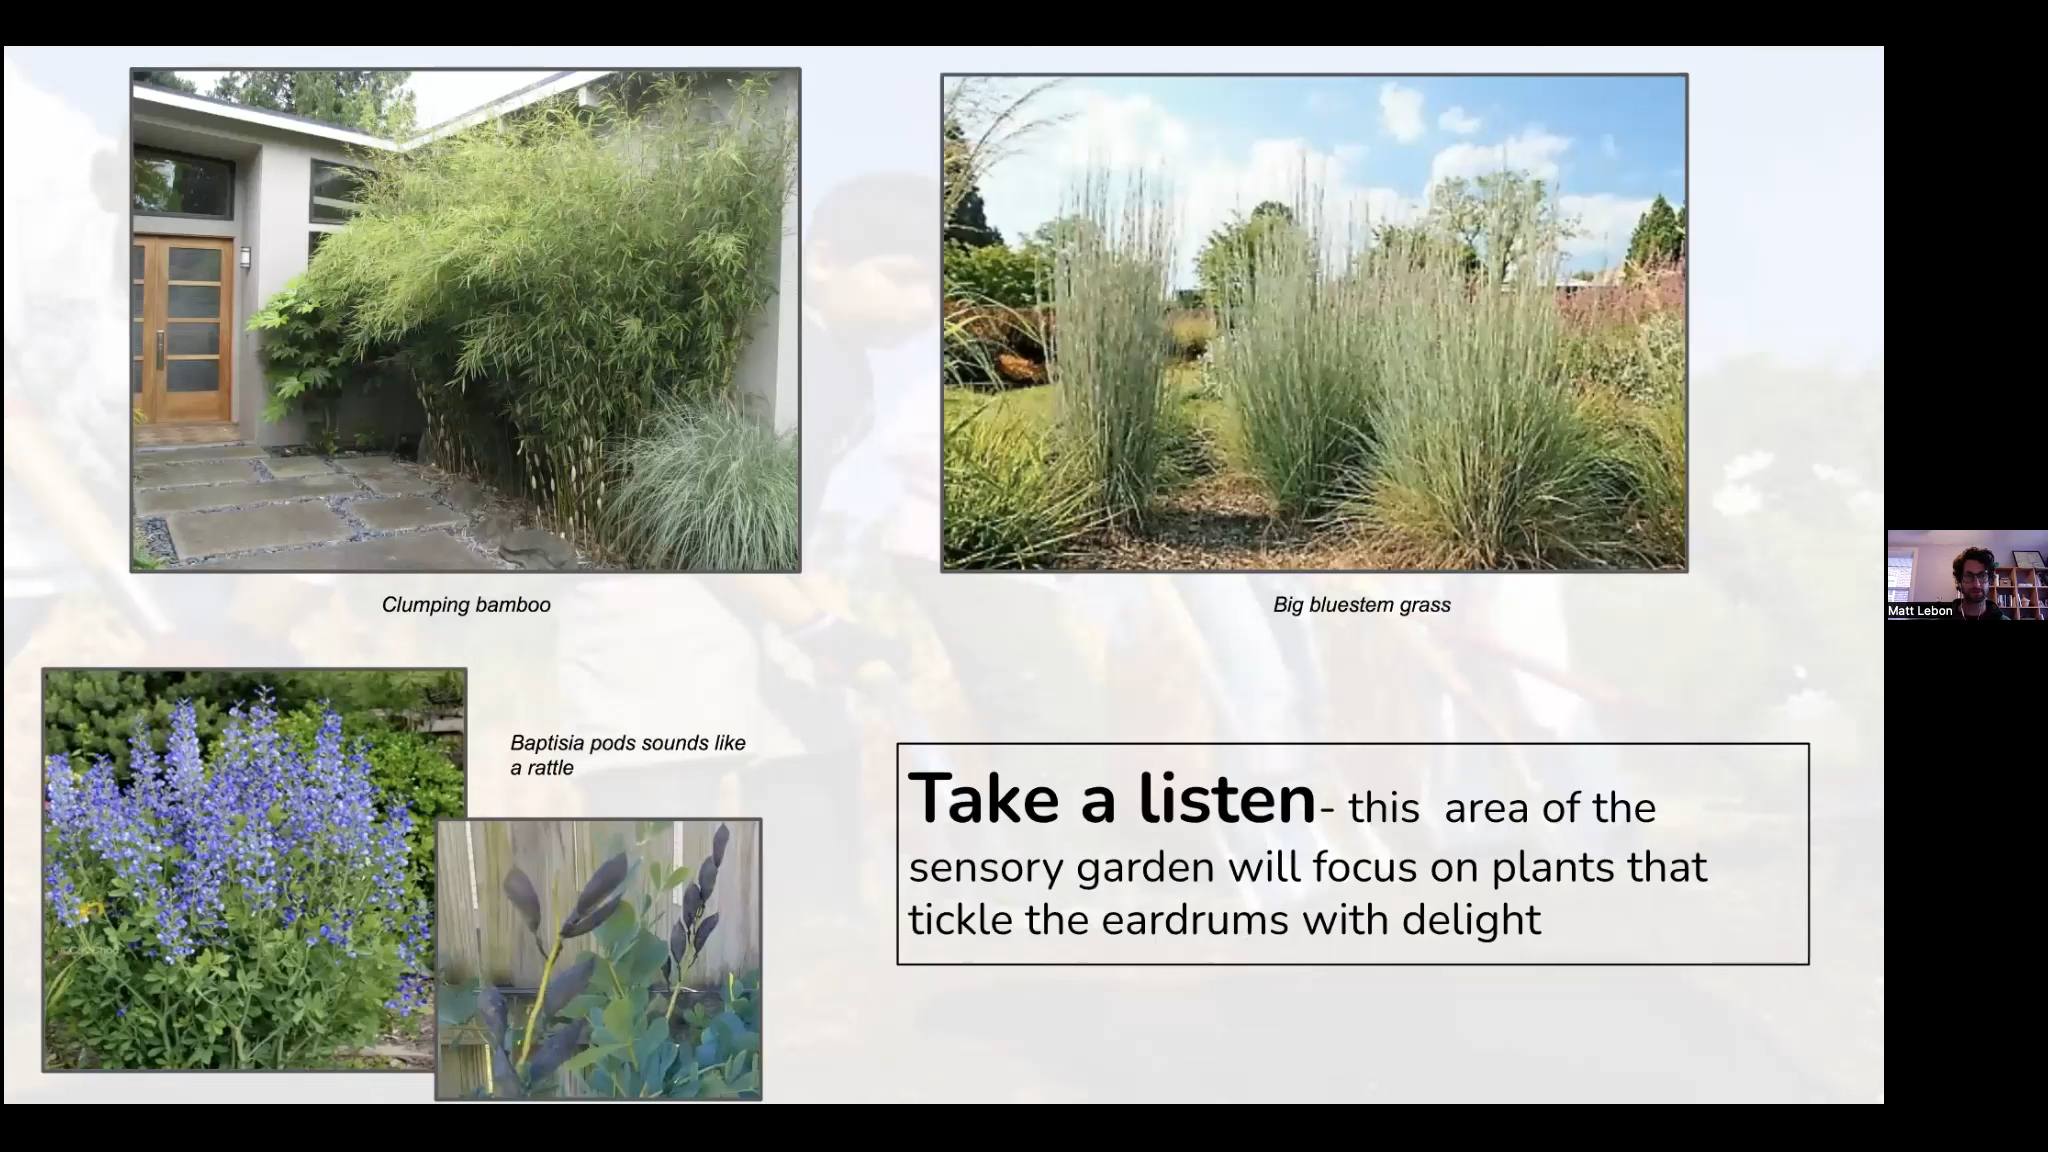 Clumping bamboo
Big bluestem grass
Baptisia pods sounds like
a rattle
Take a listen- this  area of the
sensory garden will focus on plants that
tickle the eardrums with delight
Matt Lebon